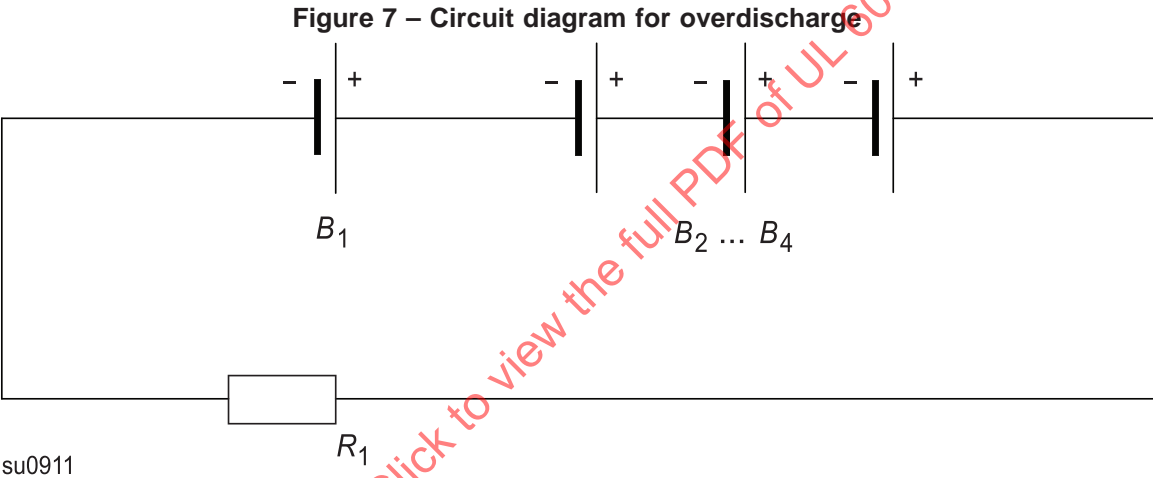 Figure 7 – Circuit diagram for overdischarge
– + – + – + – +
B1
B2 ... B4
R1
su0911
click to view the full PDF of UL